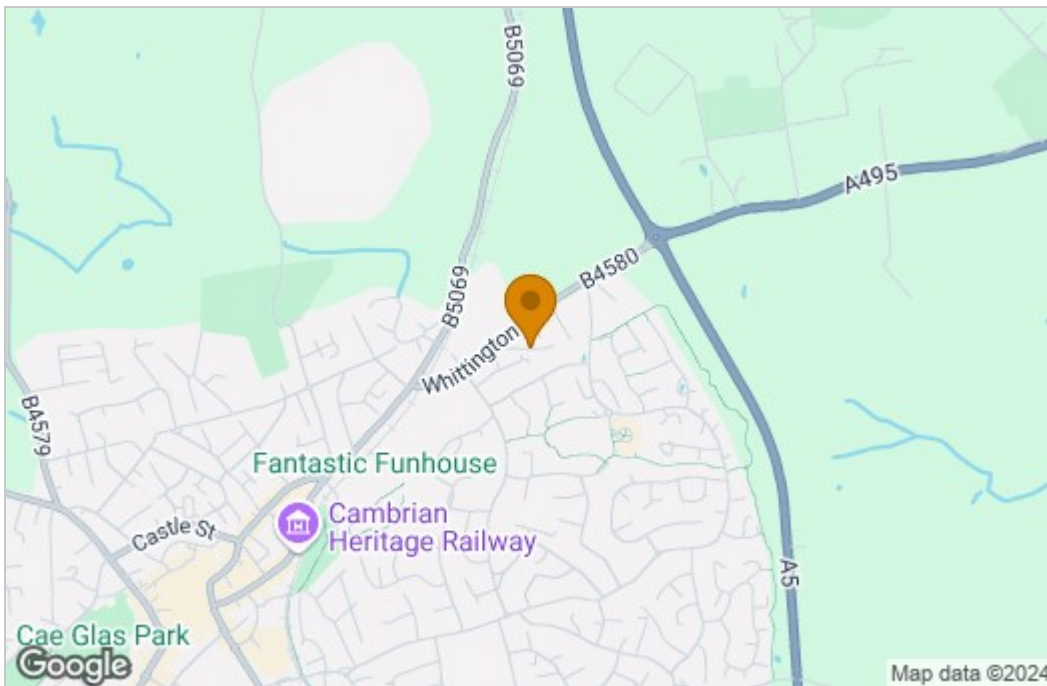 B5069
A495
B4580
B5069
Whittington
B4579
Fantastic Funhouse
Castle St
Cambrian
Heritage Railway
A5
Cae Glas Park
Google
Map data ©2024